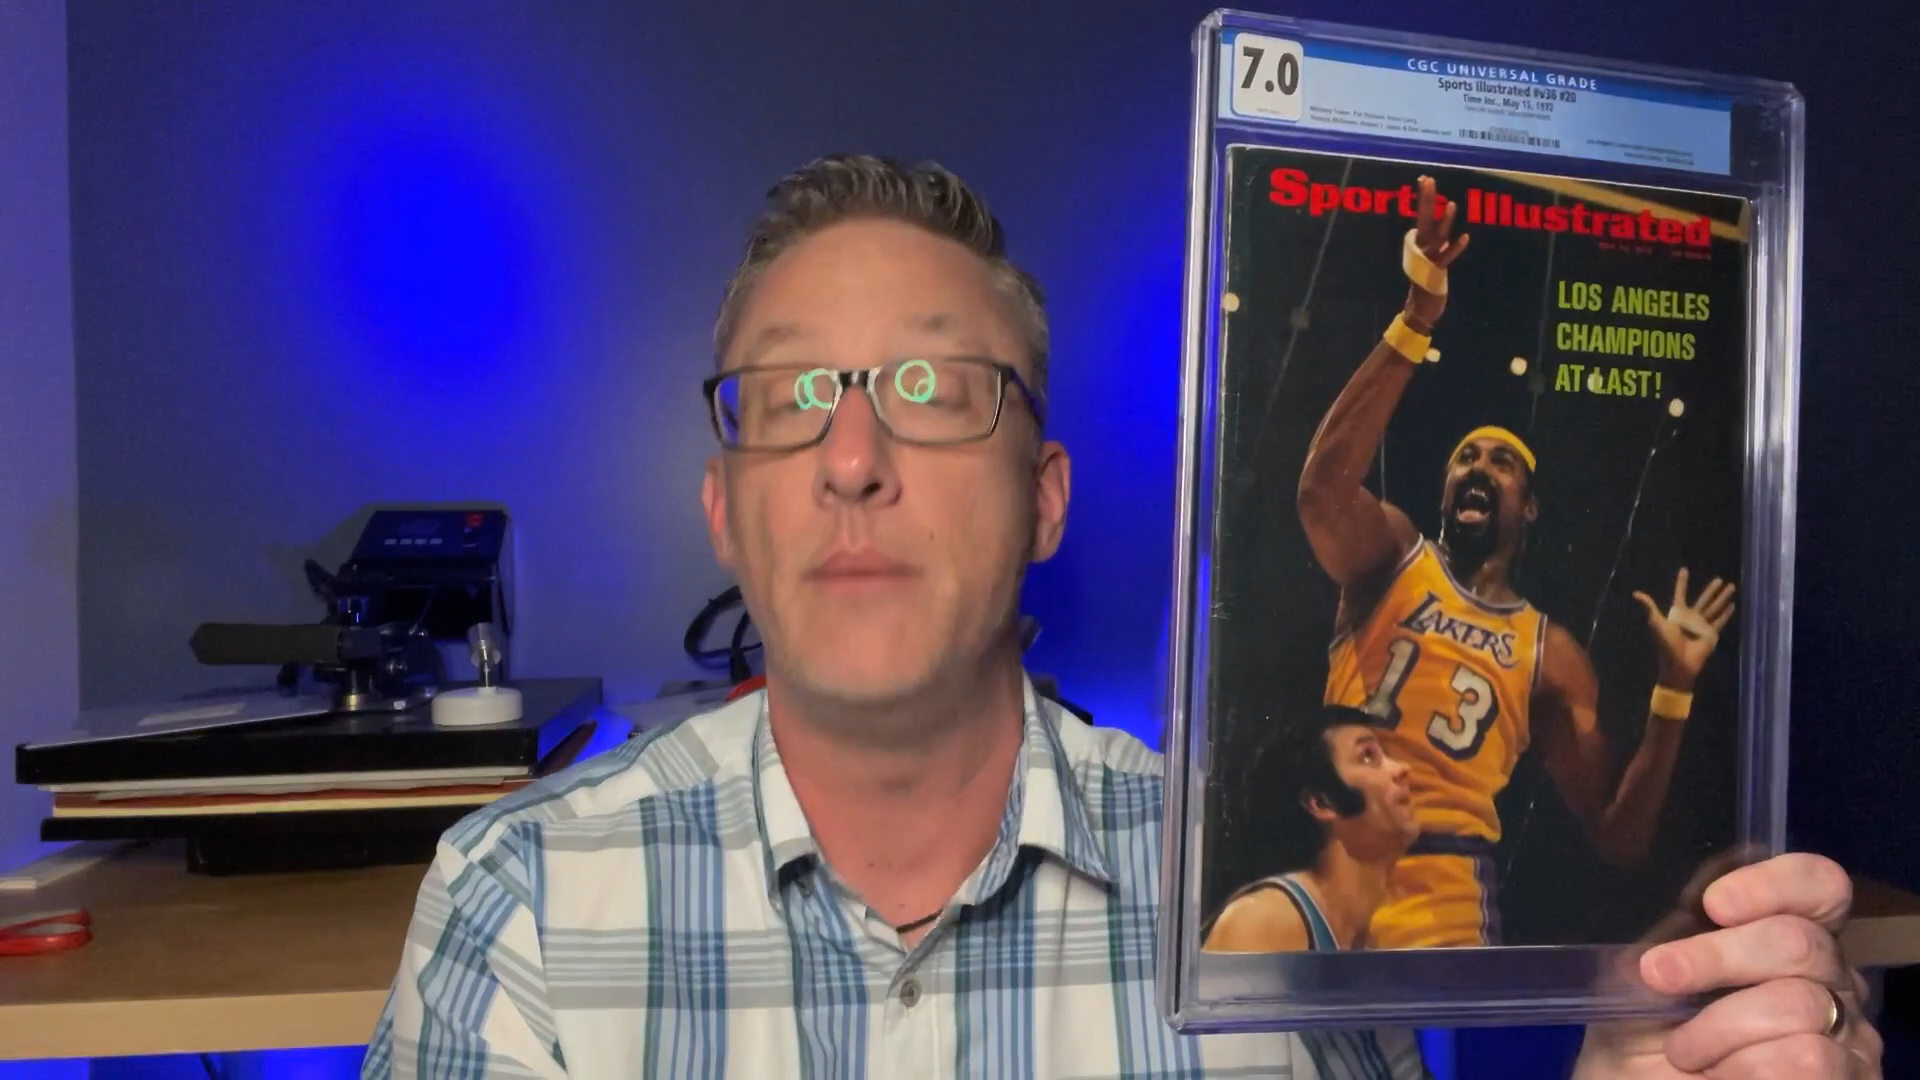 7.0
CGC UNIVERSAL GRADE
Sports Illustrated #v36 #20
Time Inc., May 15, 1972
Sports Illustrated
LOS ANGELES
CHAMPIONS
AT LAST!
LAKERS
13